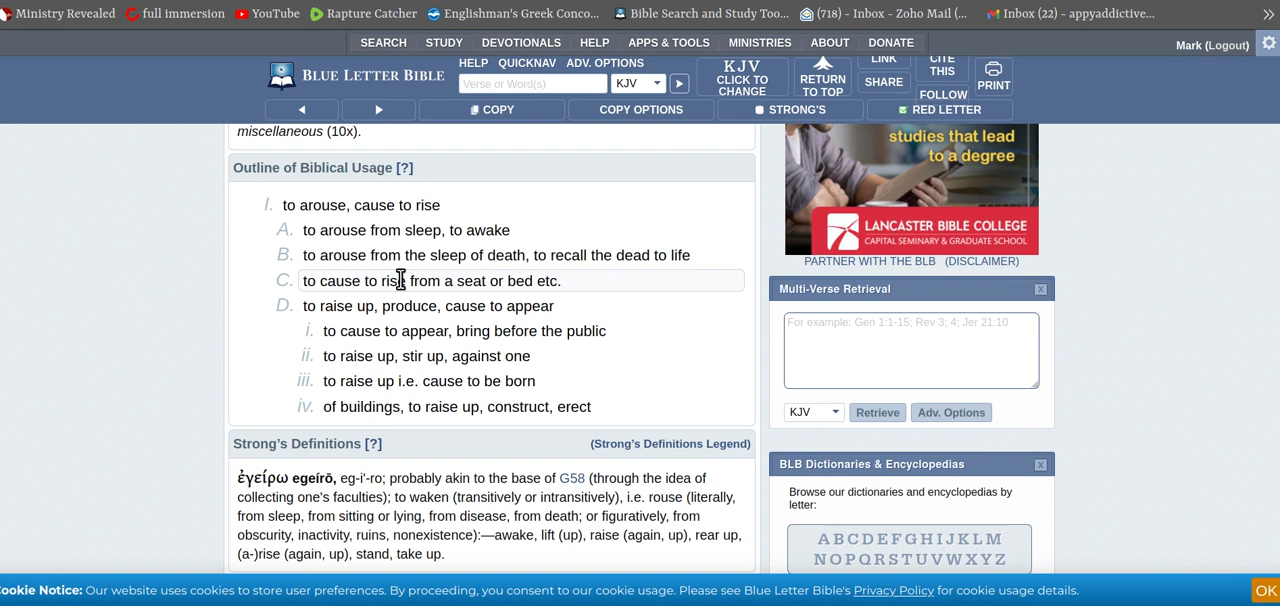 Ministry Revealed full immersion YouTube Rapture Catcher Englishman's Greek Conco... Bible Search and Study Too... (718) - Inbox - Zoho Mail (... Inbox (22) - appyaddictive... »
SEARCH STUDY DEVOTIONALS HELP APPS & TOOLS MINISTRIES ABOUT DONATE Mark (Logout)
BLUE LETTER BIBLE
HELP QUICKNAV ADV. OPTIONS
Verse or Word(s) KJV
KJV
CLICK TO
CHANGE
RETURN
TO TOP
LINK
SHARE
CITE
THIS
FOLLOW
PRINT
COPY COPY OPTIONS STRONG'S RED LETTER
miscellaneous (10x).
Outline of Biblical Usage [?]
I. to arouse, cause to rise
A. to arouse from sleep, to awake
B. to arouse from the sleep of death, to recall the dead to life
C. to cause to rise from a seat or bed etc.
D. to raise up, produce, cause to appear
i. to cause to appear, bring before the public
ii. to raise up, stir up, against one
iii. to raise up i.e. cause to be born
iv. of buildings, to raise up, construct, erect
Strong's Definitions [?] (Strong's Definitions Legend)
ἐγείρω egeírō, eg-i'-ro; probably akin to the base of G58 (through the idea of
collecting one's faculties); to waken (transitively or intransitively), i.e. rouse (literally,
from sleep, from sitting or lying, from disease, from death; or figuratively, from
obscurity, inactivity, ruins, nonexistence):—awake, lift (up), raise (again, up), rear up,
(a-)rise (again, up), stand, take up.
studies that lead
to a degree
LANCASTER BIBLE COLLEGE
CAPITAL SEMINARY & GRADUATE SCHOOL
PARTNER WITH THE BLB (DISCLAIMER)
Multi-Verse Retrieval X
For example: Gen 1:1-15; Rev 3; 4; Jer 21:10
KJV Retrieve Adv. Options
BLB Dictionaries & Encyclopedias X
Browse our dictionaries and encyclopedias by
letter:
A B C D E F G H I J K L M
N O P Q R S T U V W X Y Z
ookie Notice: Our website uses cookies to store user preferences. By proceeding, you consent to our cookie usage. Please see Blue Letter Bible's Privacy Policy for cookie usage details. OK